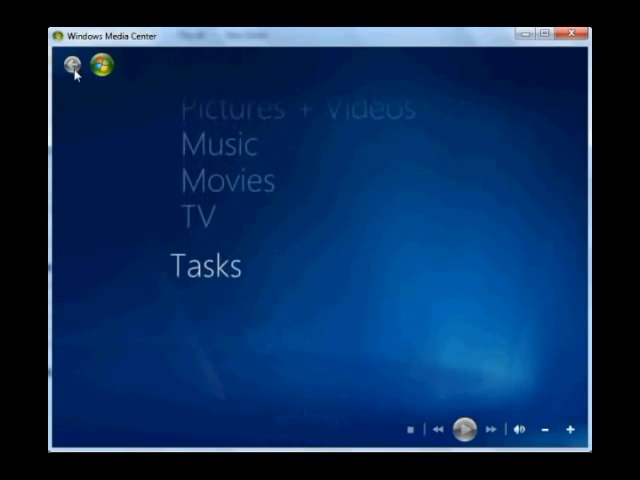 Windows Media Center
Pictures + Videos
Music
Movies
TV
Tasks